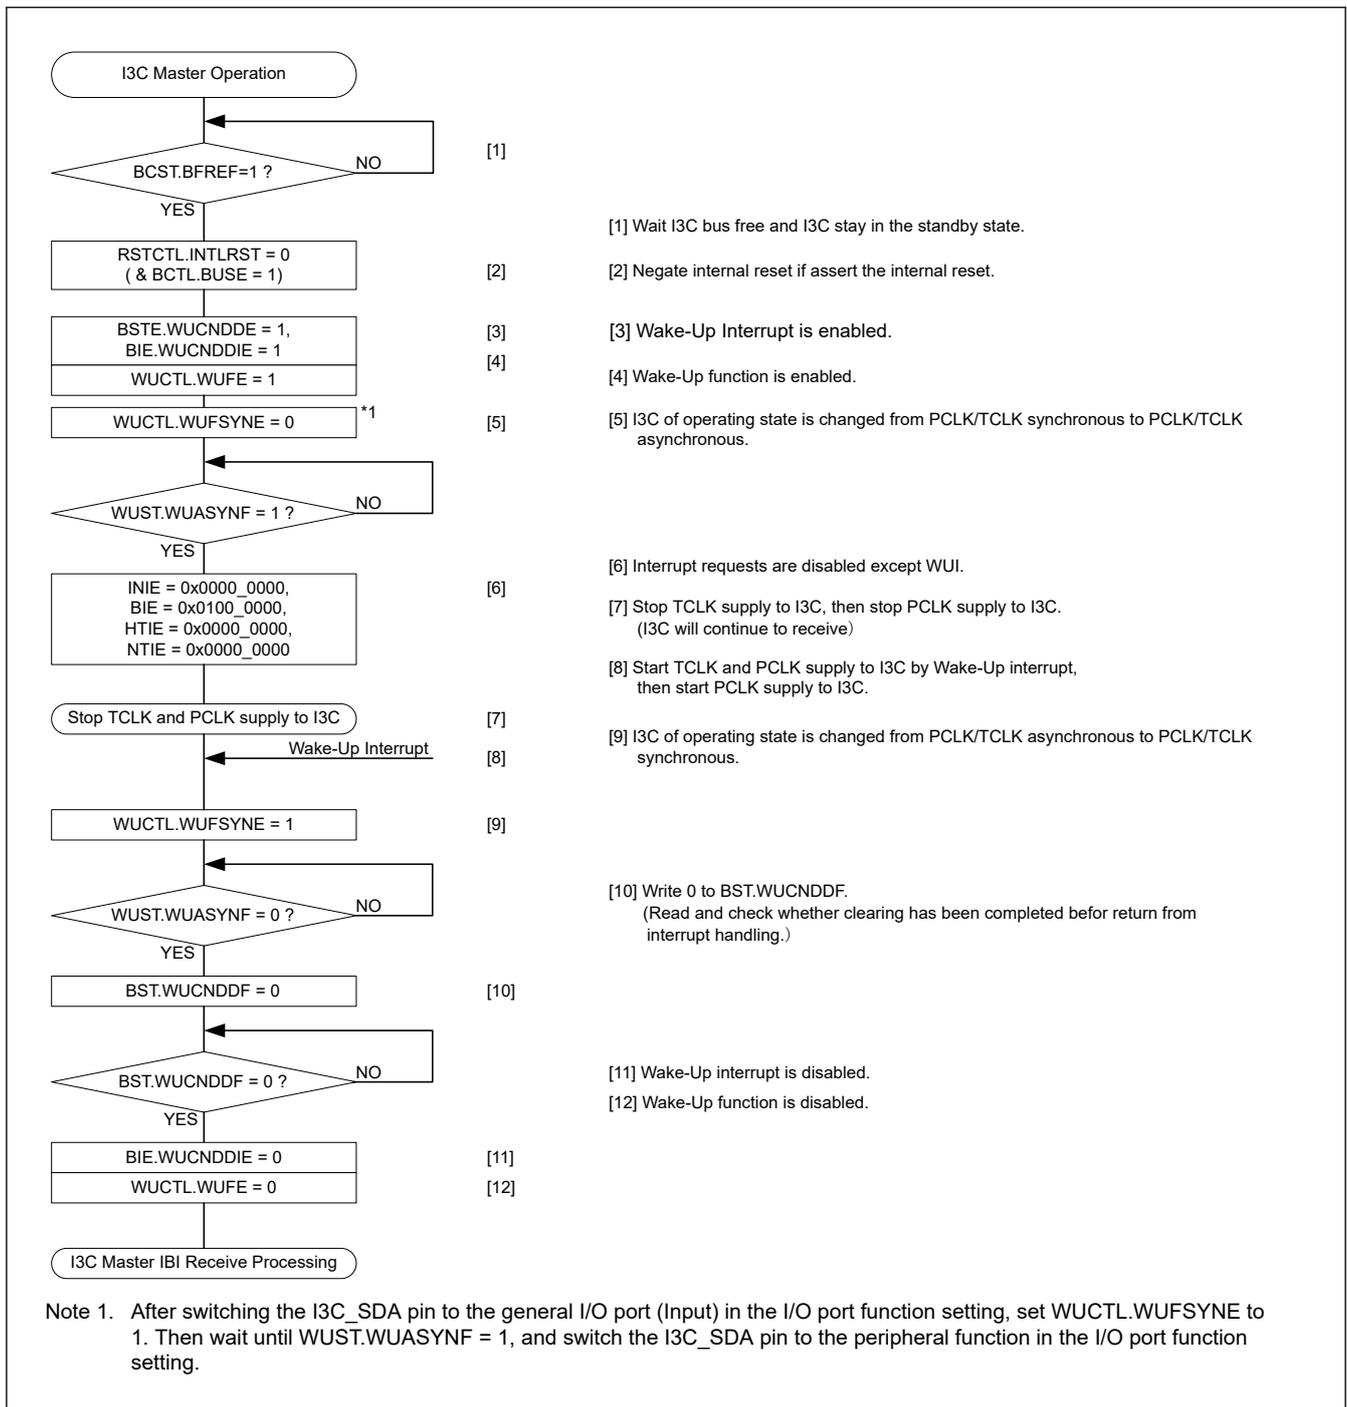 I3C Master Operation
[1]
NO
BCST.BFREF=1 ?
YES
[1] Wait I3C bus free and I3C stay in the standby state.
RSTCTL.INTLRST = 0
( & BCTL.BUSE = 1)
[2]
[2] Negate internal reset if assert the internal reset.
BSTE.WUCNDDE = 1,
BIE.WUCNDDIE = 1
[3]
[3] Wake-Up Interrupt is enabled.
[4]
WUCTL.WUFE = 1
[4] Wake-Up function is enabled.
WUCTL.WUFSYNE = 0
*1
[5]
[5] I3C of operating state is changed from PCLK/TCLK synchronous to PCLK/TCLK
asynchronous.
NO
WUST.WUASYNF = 1 ?
YES
[6] Interrupt requests are disabled except WUI.
INIE = 0x0000_0000,
BIE = 0x0100_0000,
HTIE = 0x0000_0000,
NTIE = 0x0000_0000
[6]
[7] Stop TCLK supply to I3C, then stop PCLK supply to I3C.
(I3C will continue to receive）
[8] Start TCLK and PCLK supply to I3C by Wake-Up interrupt,
then start PCLK supply to I3C.
Stop TCLK and PCLK supply to I3C
[7]
[9] I3C of operating state is changed from PCLK/TCLK asynchronous to PCLK/TCLK
synchronous.
Wake-Up Interrupt
[8]
WUCTL.WUFSYNE = 1
[9]
NO
WUST.WUASYNF = 0 ?
YES
[10] Write 0 to BST.WUCNDDF.
(Read and check whether clearing has been completed befor return from
interrupt handling.）
BST.WUCNDDF = 0
[10]
NO
BST.WUCNDDF = 0 ?
YES
[11] Wake-Up interrupt is disabled.
[12] Wake-Up function is disabled.
BIE.WUCNDDIE = 0
[11]
WUCTL.WUFE = 0
[12]
I3C Master IBI Receive Processing
Note 1. After switching the I3C_SDA pin to the general I/O port (Input) in the I/O port function setting, set WUCTL.WUFSYNE to
1. Then wait until WUST.WUASYNF = 1, and switch the I3C_SDA pin to the peripheral function in the I/O port function
setting.